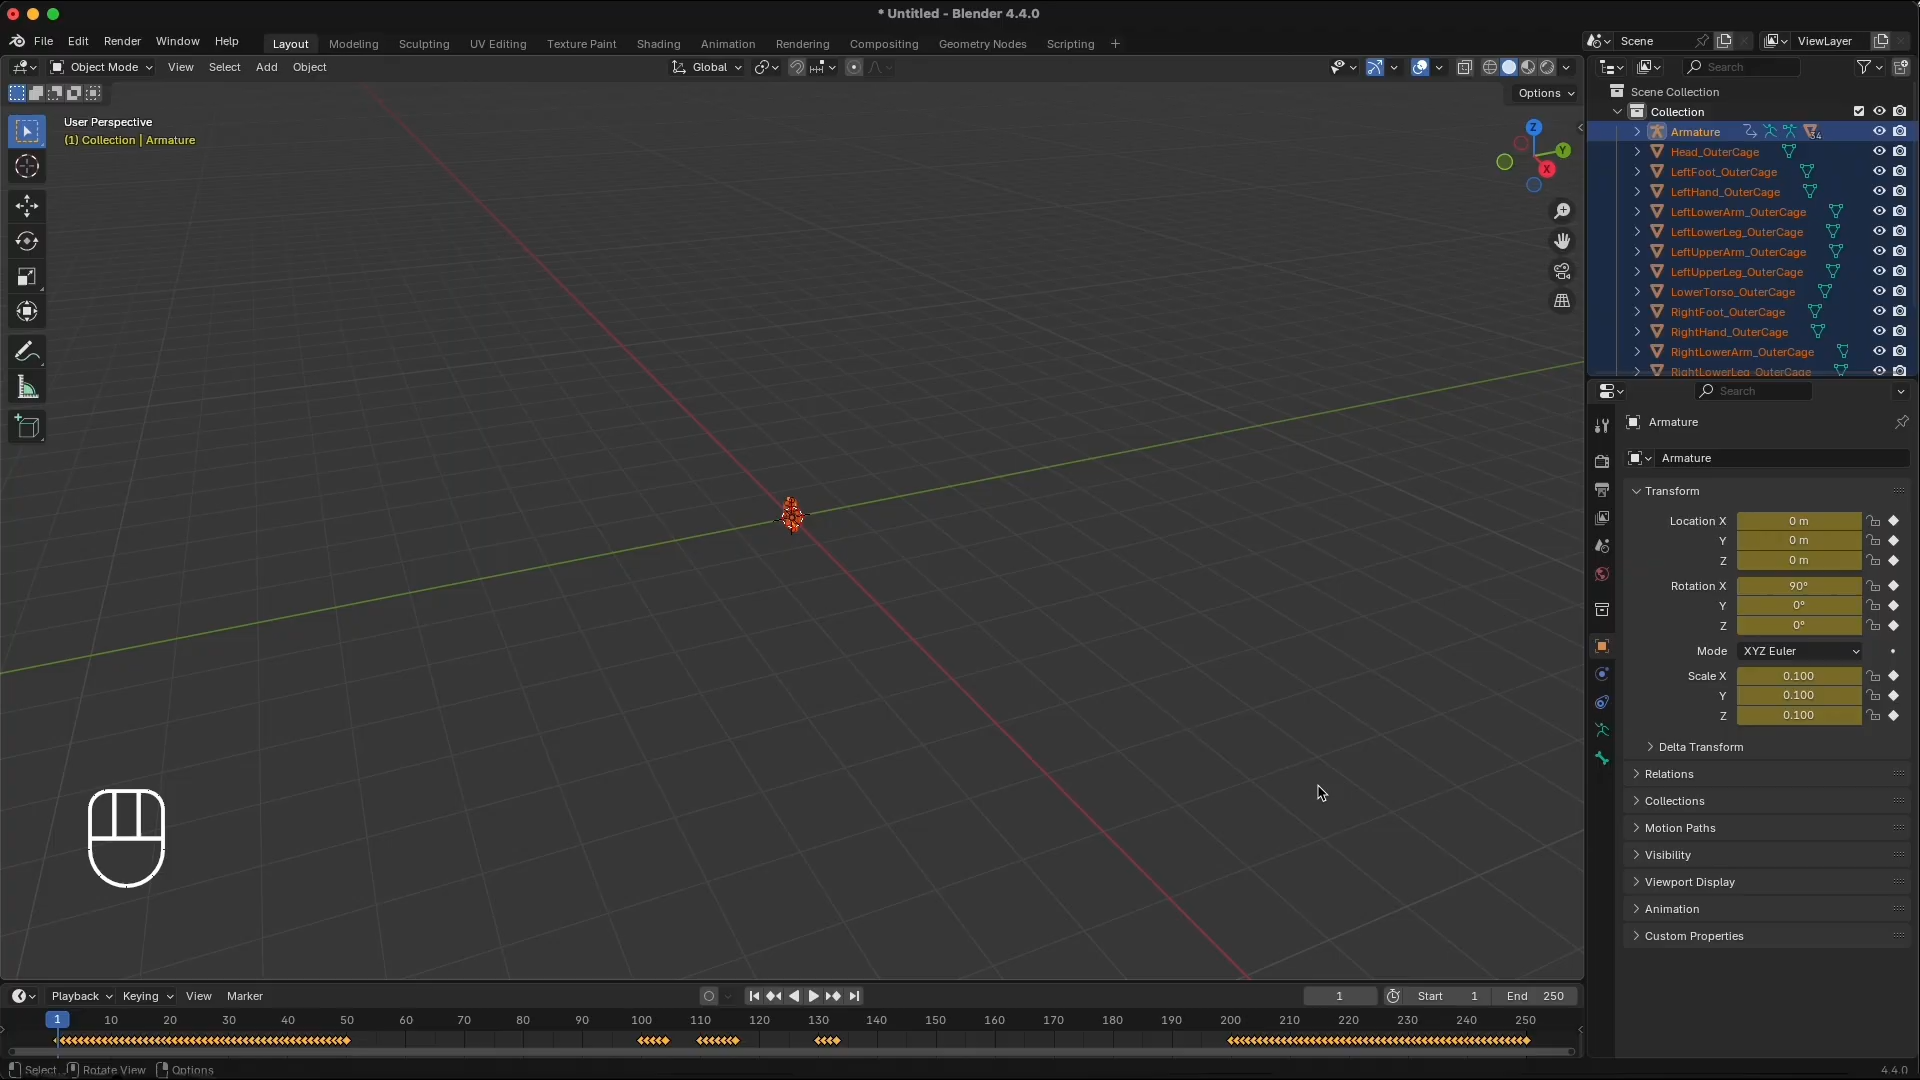 * Untitled - Blender 4.4.0
File Edit Render Window Help
Layout Modeling Sculpting UV Editing Texture Paint Shading Animation Rendering Compositing Geometry Nodes Scripting +
Scene
ViewLayer
Object Mode View Select Add Object
Global
Search
Options
User Perspective
(1) Collection | Armature
Z
Y
X
Scene Collection
Collection
Armature 34
Head_OuterCage
LeftFoot_OuterCage
LeftHand_OuterCage
LeftLowerArm_OuterCage
LeftLowerLeg_OuterCage
LeftUpperArm_OuterCage
LeftUpperLeg_OuterCage
LowerTorso_OuterCage
RightFoot_OuterCage
RightHand_OuterCage
RightLowerArm_OuterCage
RightLowerLeg_OuterCage
Search
Armature
Armature
Transform
Location X 0 m
Y 0 m
Z 0 m
Rotation X 90°
Y 0°
Z 0°
Mode XYZ Euler
Scale X 0.100
Y 0.100
Z 0.100
Delta Transform
Relations
Collections
Motion Paths
Visibility
Viewport Display
Animation
Custom Properties
Playback Keying View Marker
1 Start 1 End 250
1 10 20 30 40 50 60 70 80 90 100 110 120 130 140 150 160 170 180 190 200 210 220 230 240 250
Select Rotate View Options
4.4.0